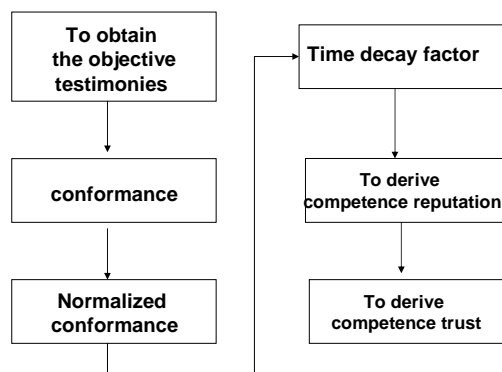 To obtain
the objective
testimonies
conformance
Normalized
conformance
Time decay factor
To derive
competence reputation
To derive
competence trust